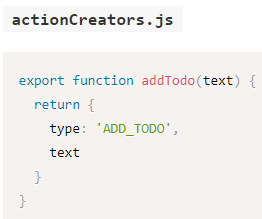 actionCreators.js
export function addTodo(text) {
  return {
    type: 'ADD_TODO',
    text
  }
}